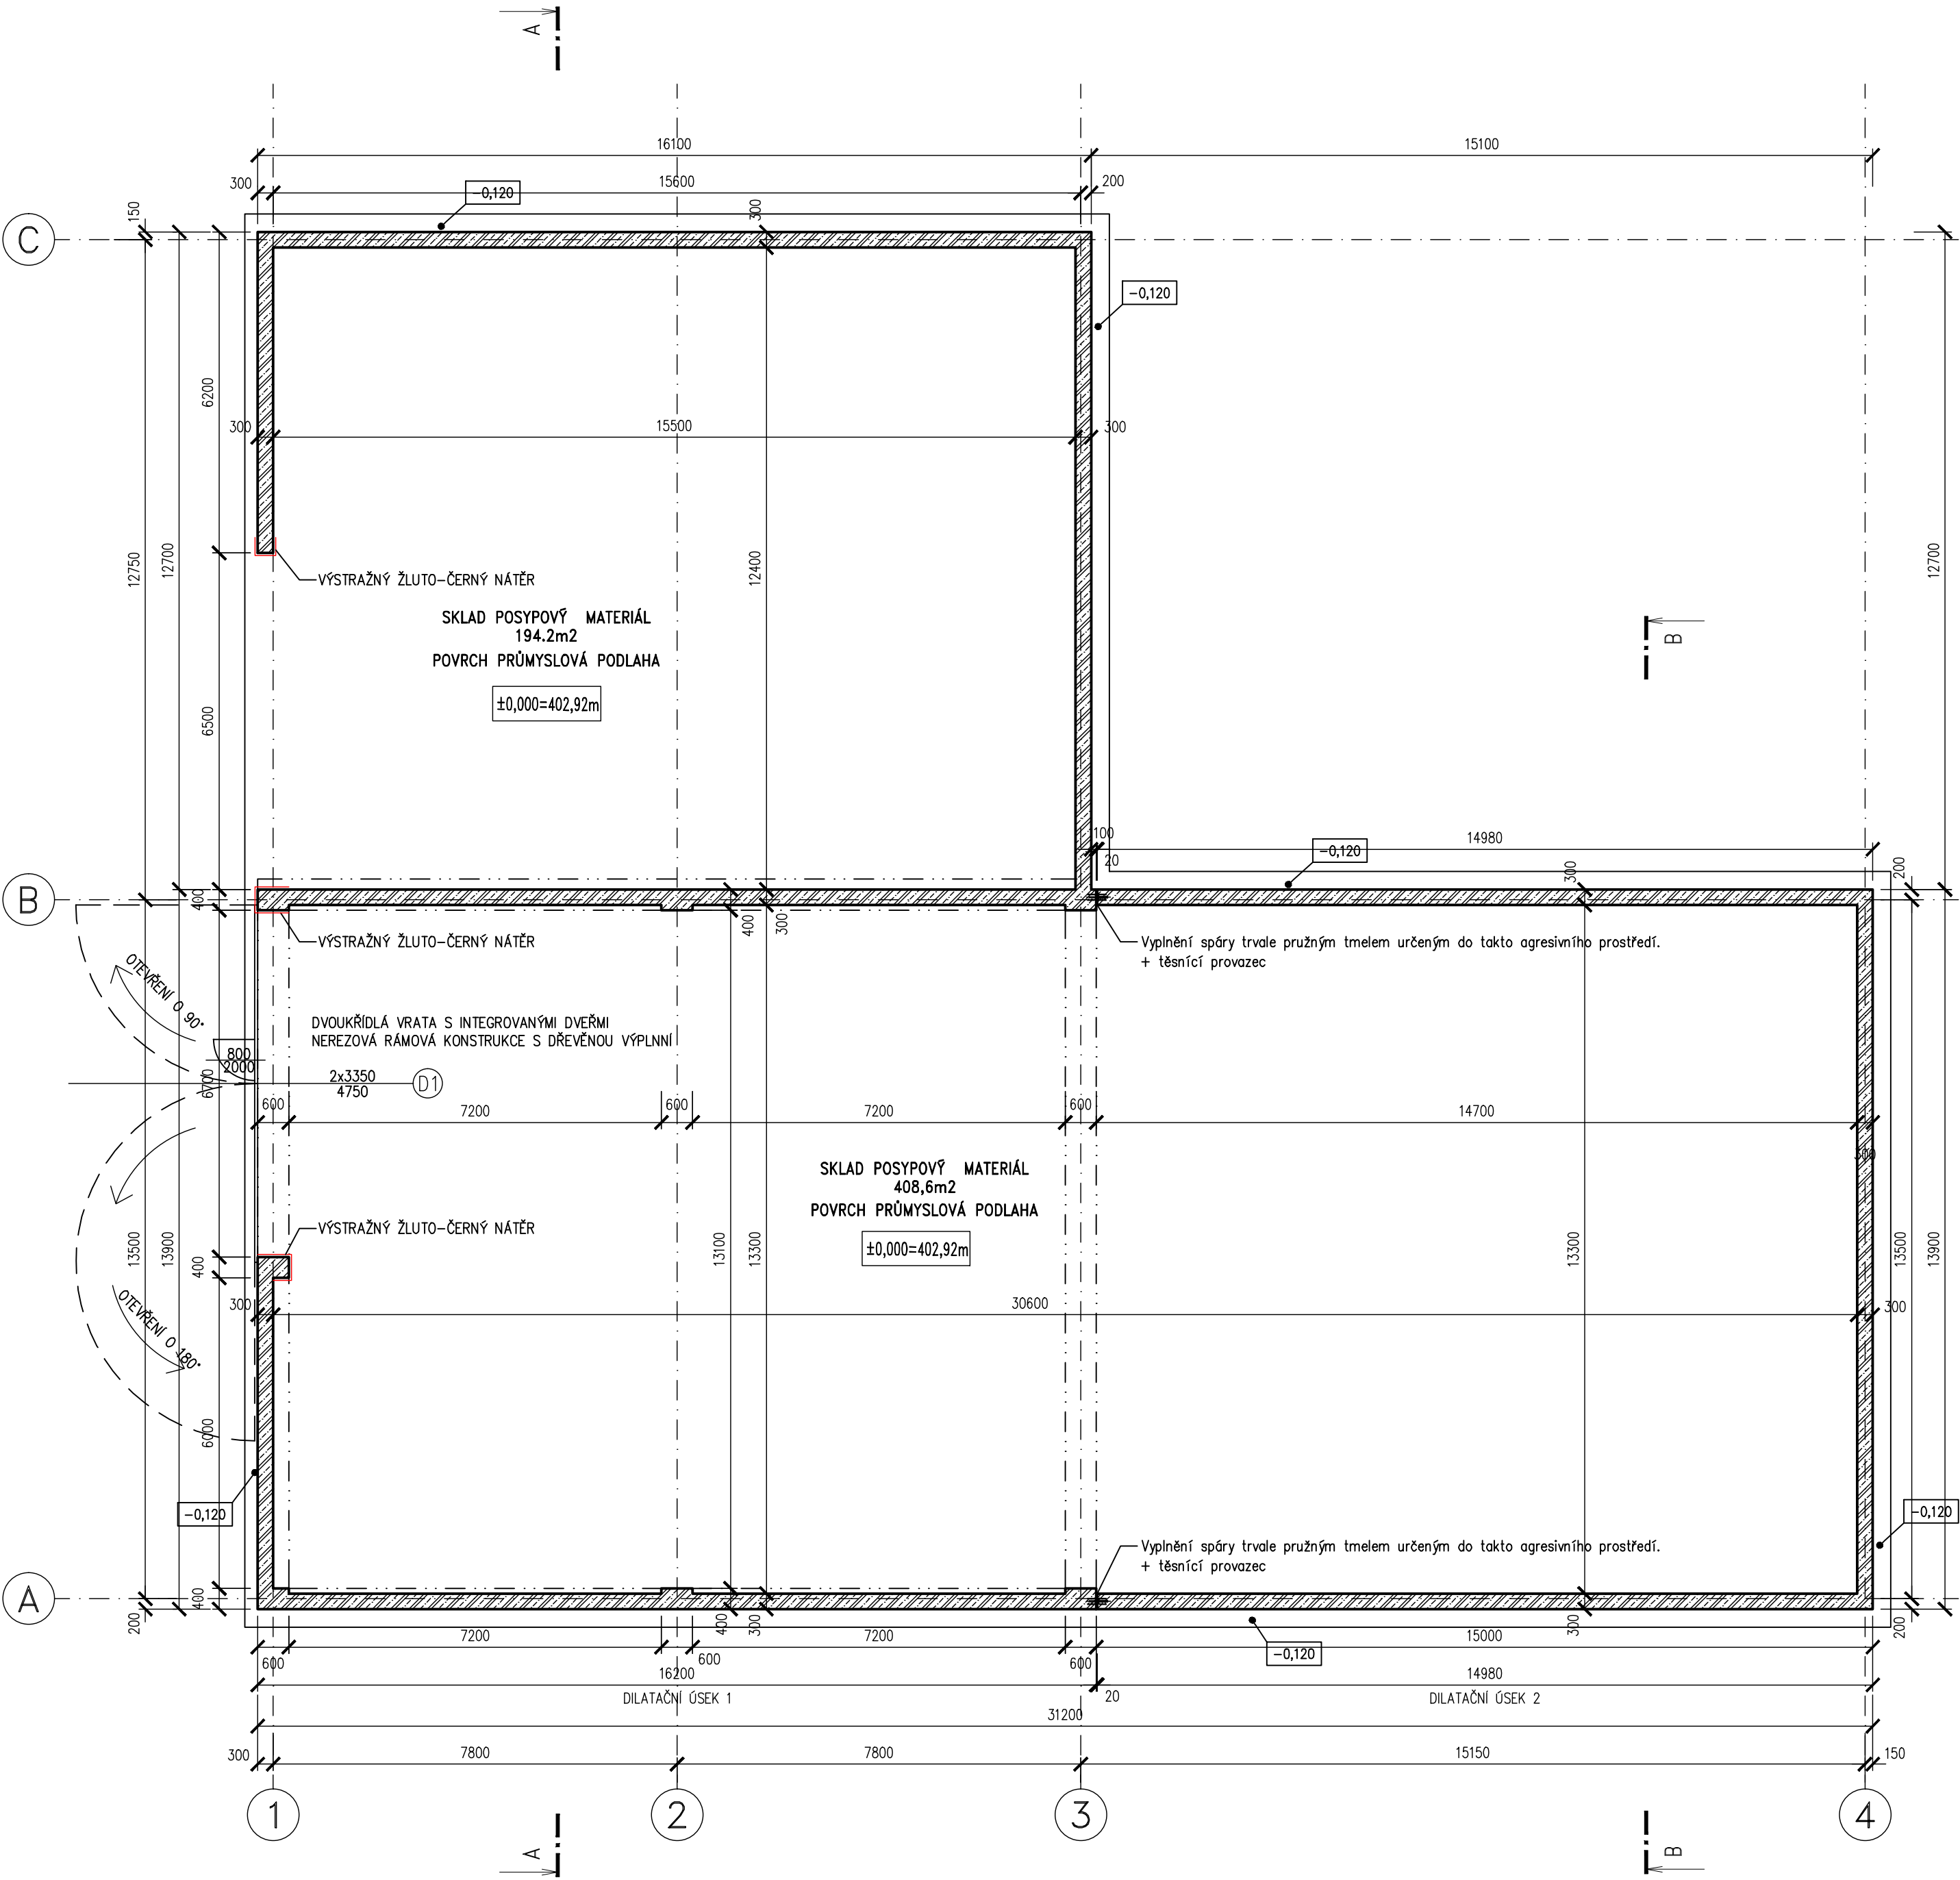 A
16100
15100
300
15600
200
-0,120
150
300
C
-0,120
6200
300
15500
300
12750
12700
12400
12700
VÝSTRAŽNÝ ŽLUTO-ČERNÝ NÁTĚR
SKLAD POSYPOVÝ MATERIÁL
194.2m2
POVRCH PRŮMYSLOVÁ PODLAHA
±0,000=402,92m
B
6500
100
14980
20
-0,120
300
200
B
400
400
300
VÝSTRAŽNÝ ŽLUTO-ČERNÝ NÁTĚR
Vyplnění spáry trvale pružným tmelem určeným do takto agresivního prostředí.
+ těsnící provazec
OTEVŘENÍ O 90°
DVOUKŘÍDLÁ VRATA S INTEGROVANÝMI DVEŘMI
NEREZOVÁ RÁMOVÁ KONSTRUKCE S DŘEVĚNOU VÝPLNNÍ
800
2000
6700
2x3350
4750
D1
600
7200
600
7200
600
14700
300
SKLAD POSYPOVÝ MATERIÁL
408,6m2
POVRCH PRŮMYSLOVÁ PODLAHA
±0,000=402,92m
VÝSTRAŽNÝ ŽLUTO-ČERNÝ NÁTĚR
13500
13900
400
13100
13300
13300
13500
13900
300
30600
300
OTEVŘENÍ O 180°
6000
-0,120
-0,120
Vyplnění spáry trvale pružným tmelem určeným do takto agresivního prostředí.
+ těsnící provazec
A
400
200
400
300
300
200
7200
7200
15000
600
600
600
-0,120
16200
14980
DILATAČNÍ ÚSEK 1
20
DILATAČNÍ ÚSEK 2
31200
300
7800
7800
15150
150
1
2
3
4
A
B